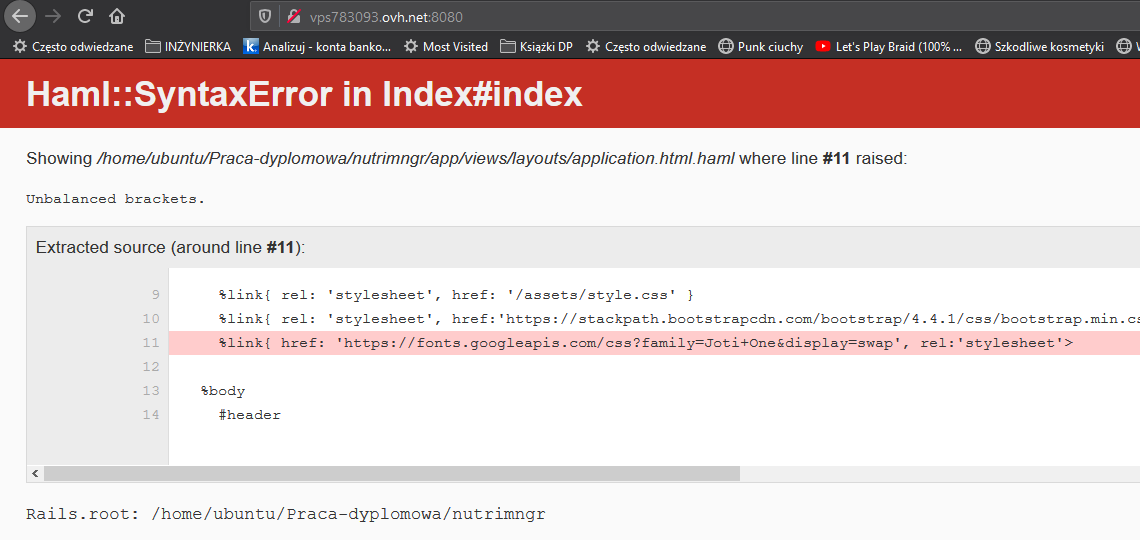 vps783093.ovh.net:8080
Często odwiedzane INŻYNIERKA Analizuj - konta banko... Most Visited Książki DP Często odwiedzane Punk ciuchy Let's Play Braid (100% ... Szkodliwe kosmetyki
Haml::SyntaxError in Index#index
Showing /home/ubuntu/Praca-dyplomowa/nutrimngr/app/views/layouts/application.html.haml where line #11 raised:
Unbalanced brackets.
Extracted source (around line #11):
9 %link{ rel: 'stylesheet', href: '/assets/style.css' }
10 %link{ rel: 'stylesheet', href:'https://stackpath.bootstrapcdn.com/bootstrap/4.4.1/css/bootstrap.min.cs
11 %link{ href: 'https://fonts.googleapis.com/css?family=Joti+One&display=swap', rel:'stylesheet'>
12
13 %body
14 #header
Rails.root: /home/ubuntu/Praca-dyplomowa/nutrimngr